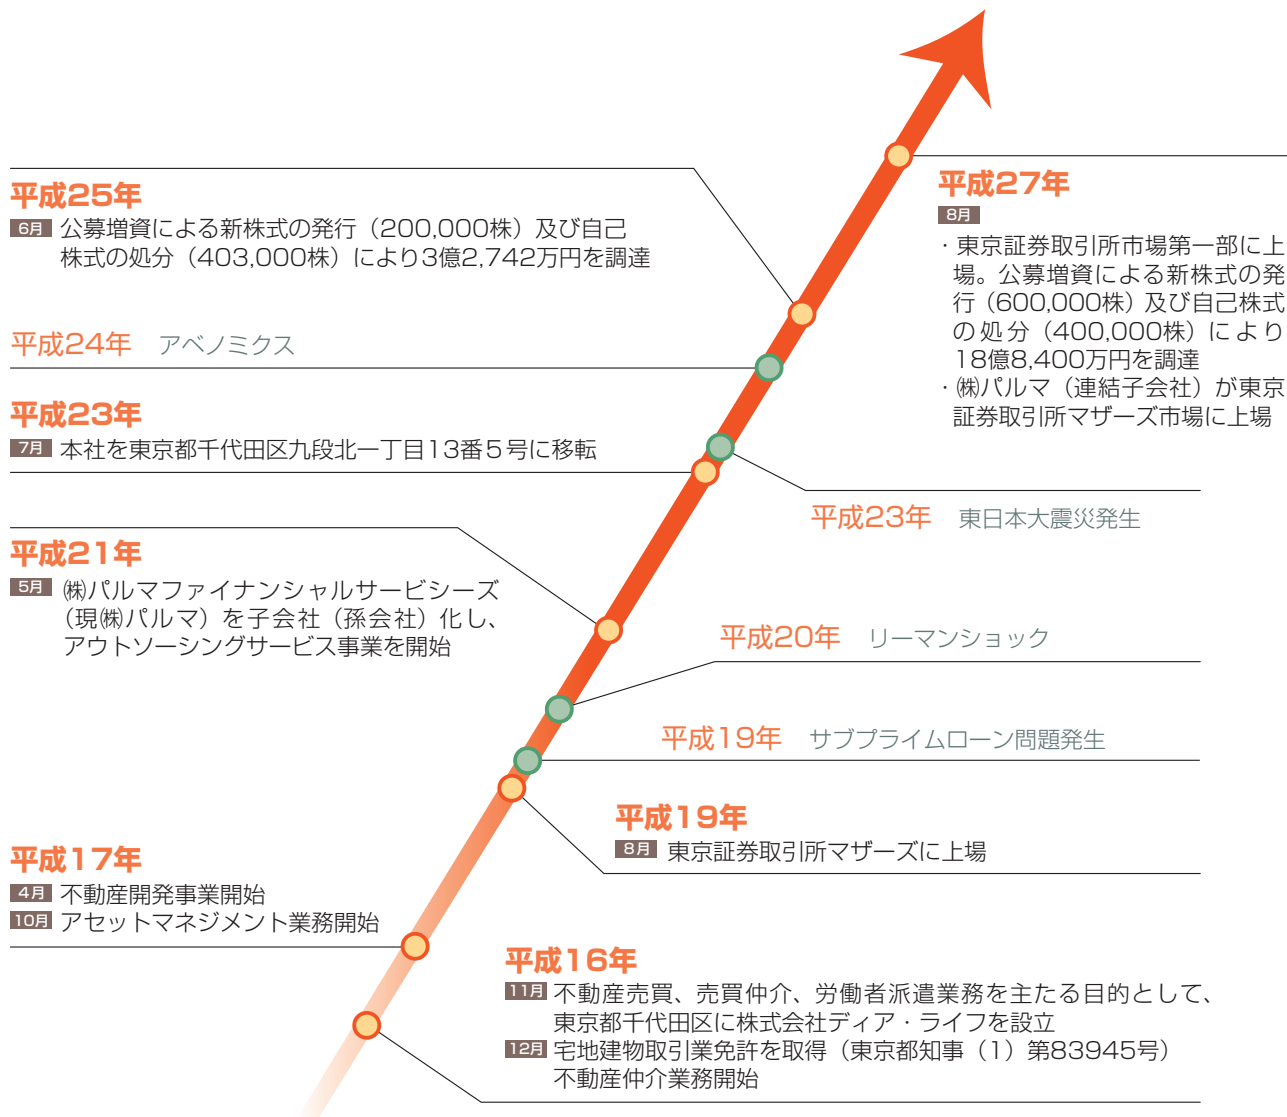 平成25年
6月 公募増資による新株式の発行（200,000株）及び自己
株式の処分（403,000株）により3億2,742万円を調達
平成24年 アベノミクス
平成23年
7月 本社を東京都千代田区九段北一丁目13番5号に移転
平成21年
5月 ㈱パルマファイナンシャルサービシーズ
（現㈱パルマ）を子会社（孫会社）化し、
アウトソーシングサービス事業を開始
平成17年
4月 不動産開発事業開始
10月 アセットマネジメント業務開始
平成27年
8月
・東京証券取引所市場第一部に上
場。公募増資による新株式の発
行（600,000株）及び自己株式
の処分（400,000株）により
18億8,400万円を調達
・㈱パルマ（連結子会社）が東京
証券取引所マザーズ市場に上場
平成23年 東日本大震災発生
平成20年 リーマンショック
平成19年 サブプライムローン問題発生
平成19年
8月 東京証券取引所マザーズに上場
平成16年
11月 不動産売買、売買仲介、労働者派遣業務を主たる目的として、
東京都千代田区に株式会社ディア・ライフを設立
12月 宅地建物取引業免許を取得（東京都知事（1）第83945号）
不動産仲介業務開始